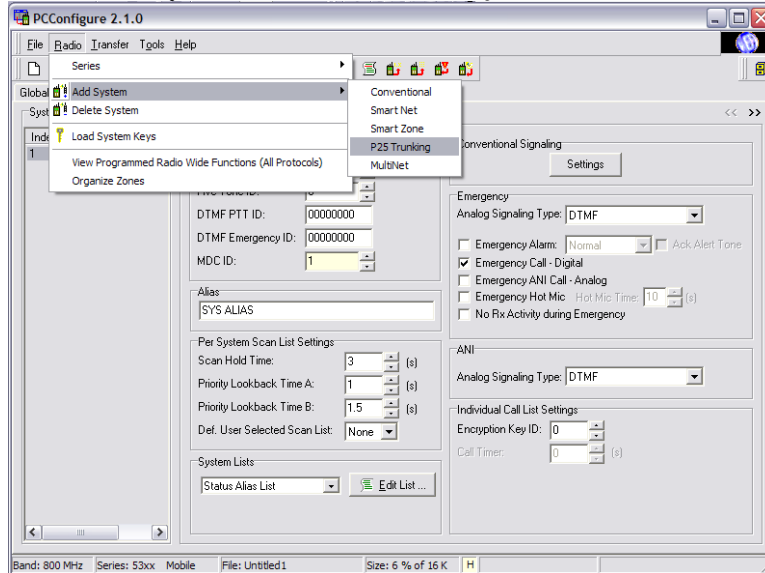 PCConfigure 2.1.0
File Radio Transfer Tools Help
Series
Add System
Delete System
Load System Keys
View Programmed Radio Wide Functions (All Protocols)
Organize Zones
Conventional
Smart Net
Smart Zone
P25 Trunking
MultiNet
Global
Syst
<< >>
Inde
1
DTMF PTT ID: 00000000
DTMF Emergency ID: 00000000
MDC ID: 1
Alias
SYS ALIAS
Per System Scan List Settings
Scan Hold Time: 3 (s)
Priority Lookback Time A: 1 (s)
Priority Lookback Time B: 1.5 (s)
Def. User Selected Scan List: None
System Lists
Status Alias List Edit List ...
Conventional Signaling
Settings
Emergency
Analog Signaling Type: DTMF
Emergency Alarm: Normal Ack Alert Tone
Emergency Call - Digital
Emergency ANI Call - Analog
Emergency Hot Mic Hot Mic Time: 10 (s)
No Rx Activity during Emergency
ANI
Analog Signaling Type: DTMF
Individual Call List Settings
Encryption Key ID: 0
Call Timer: 0 (s)
Band: 800 MHz Series: 53xx Mobile File: Untitled1 Size: 6 % of 16 K H